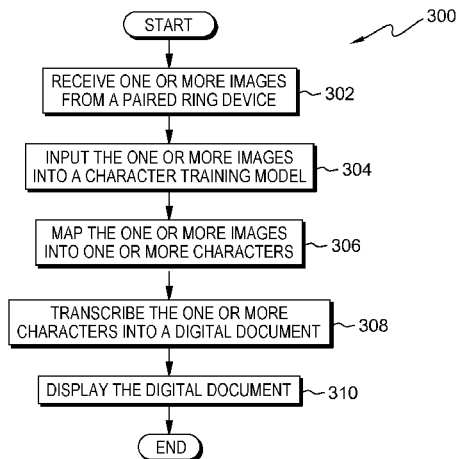 START
300
RECEIVE ONE OR MORE IMAGES
FROM A PAIRED RING DEVICE
302
INPUT THE ONE OR MORE IMAGES
INTO A CHARACTER TRAINING MODEL
304
MAP THE ONE OR MORE IMAGES
INTO ONE OR MORE CHARACTERS
306
TRANSCRIBE THE ONE OR MORE
CHARACTERS INTO A DIGITAL DOCUMENT
308
DISPLAY THE DIGITAL DOCUMENT
310
END